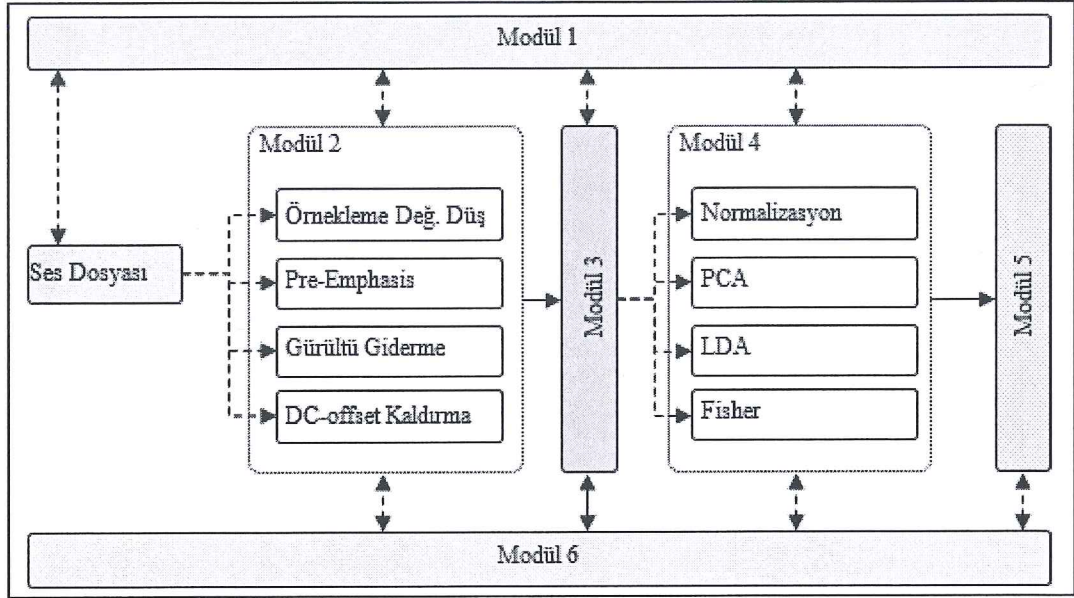 Modül 1
Modül 2
Örnekleme Değ. Düş
Pre-Emphasis
Gürültü Giderme
DC-offset Kaldırma
Ses Dosyası
Modül 3
Modül 4
Normalizasyon
PCA
LDA
Fisher
Modül 5
Modül 6